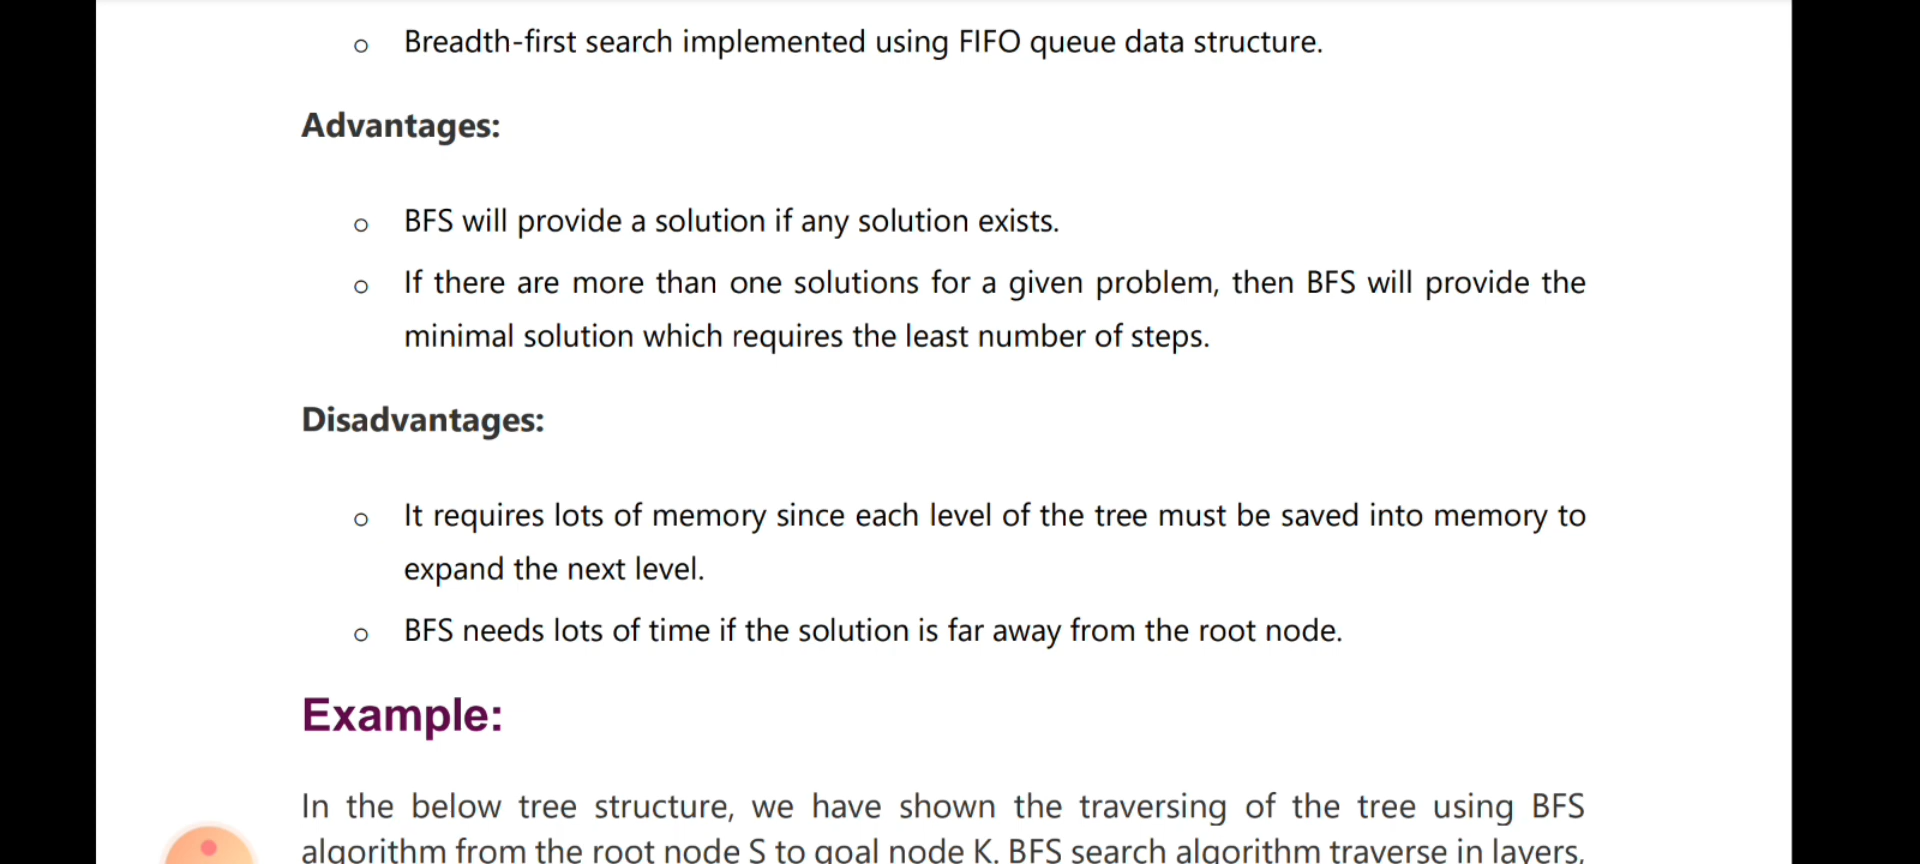 o Breadth-first search implemented using FIFO queue data structure.
Advantages:
o BFS will provide a solution if any solution exists.
o If there are more than one solutions for a given problem, then BFS will provide the
minimal solution which requires the least number of steps.
Disadvantages:
o It requires lots of memory since each level of the tree must be saved into memory to
expand the next level.
o BFS needs lots of time if the solution is far away from the root node.
Example:
In the below tree structure, we have shown the traversing of the tree using BFS
algorithm from the root node S to goal node K. BFS search algorithm traverse in layers,